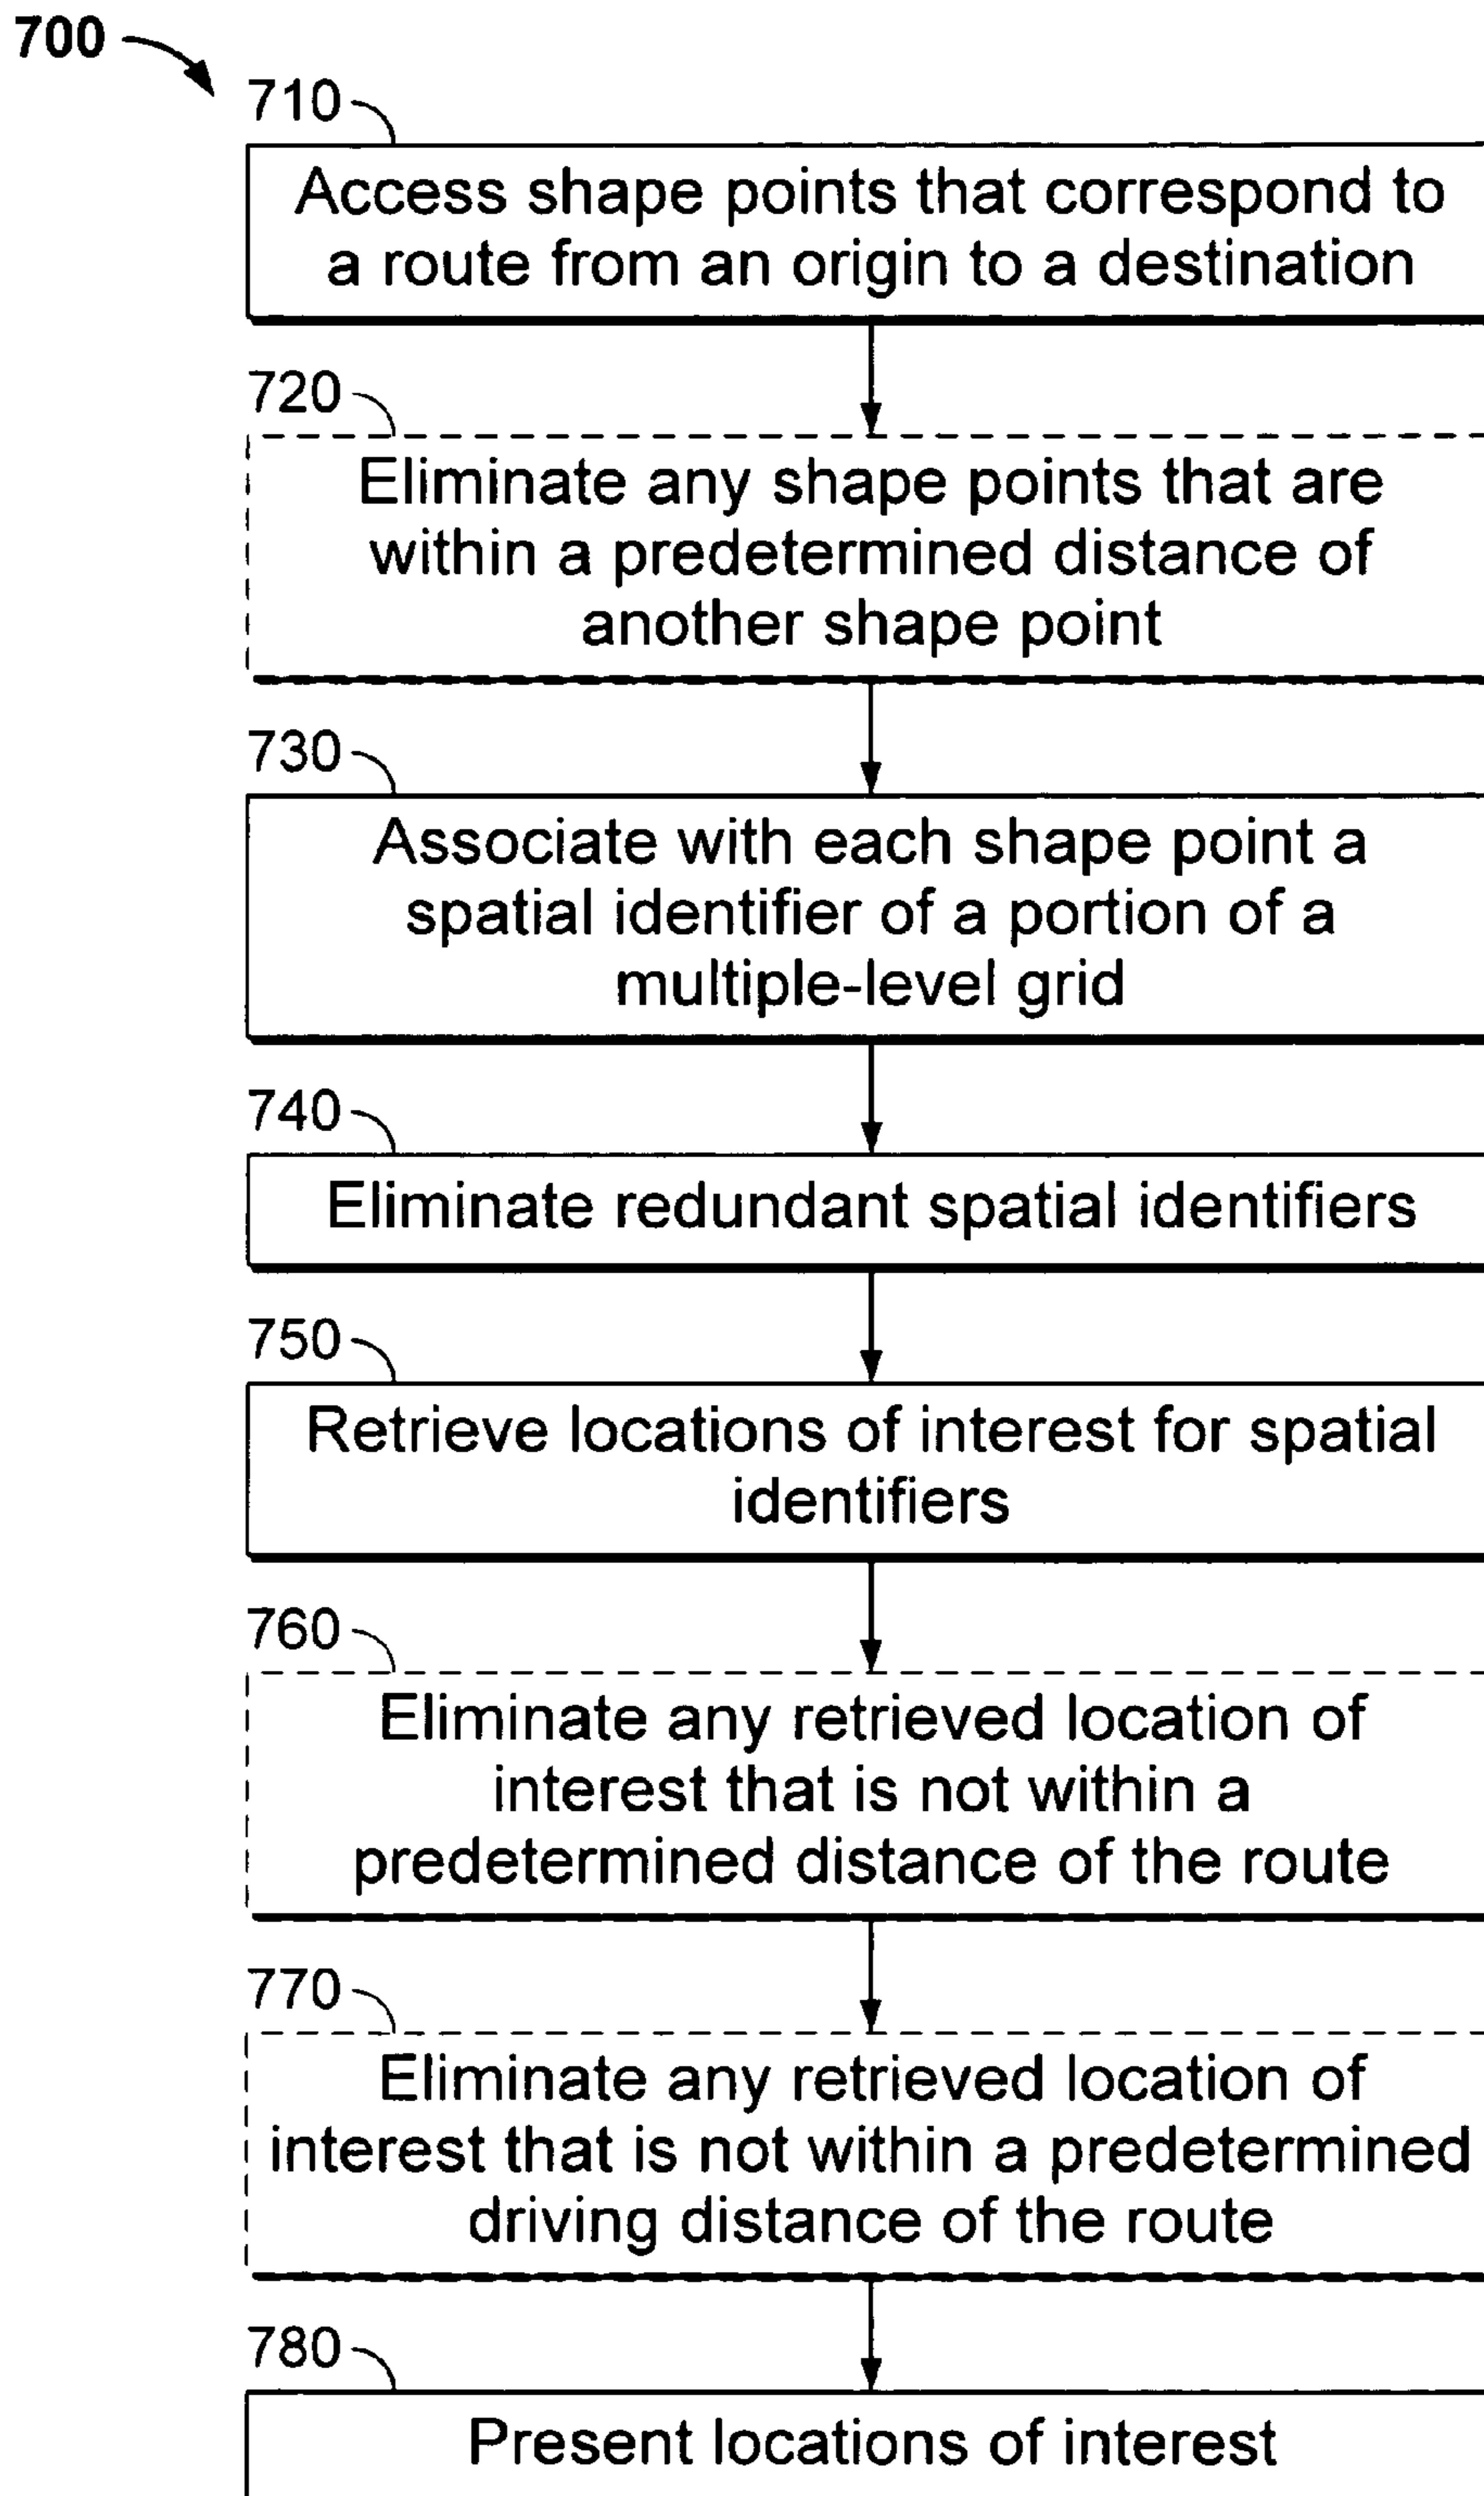 700
710
Access shape points that correspond to
a route from an origin to a destination
720
Eliminate any shape points that are
within a predetermined distance of
another shape point
730
Associate with each shape point a
spatial identifier of a portion of a
multiple-level grid
740
Eliminate redundant spatial identifiers
750
Retrieve locations of interest for spatial
identifiers
760
Eliminate any retrieved location of
interest that is not within a
predetermined distance of the route
770
Eliminate any retrieved location of
interest that is not within a predetermined
driving distance of the route
780
Present locations of interest